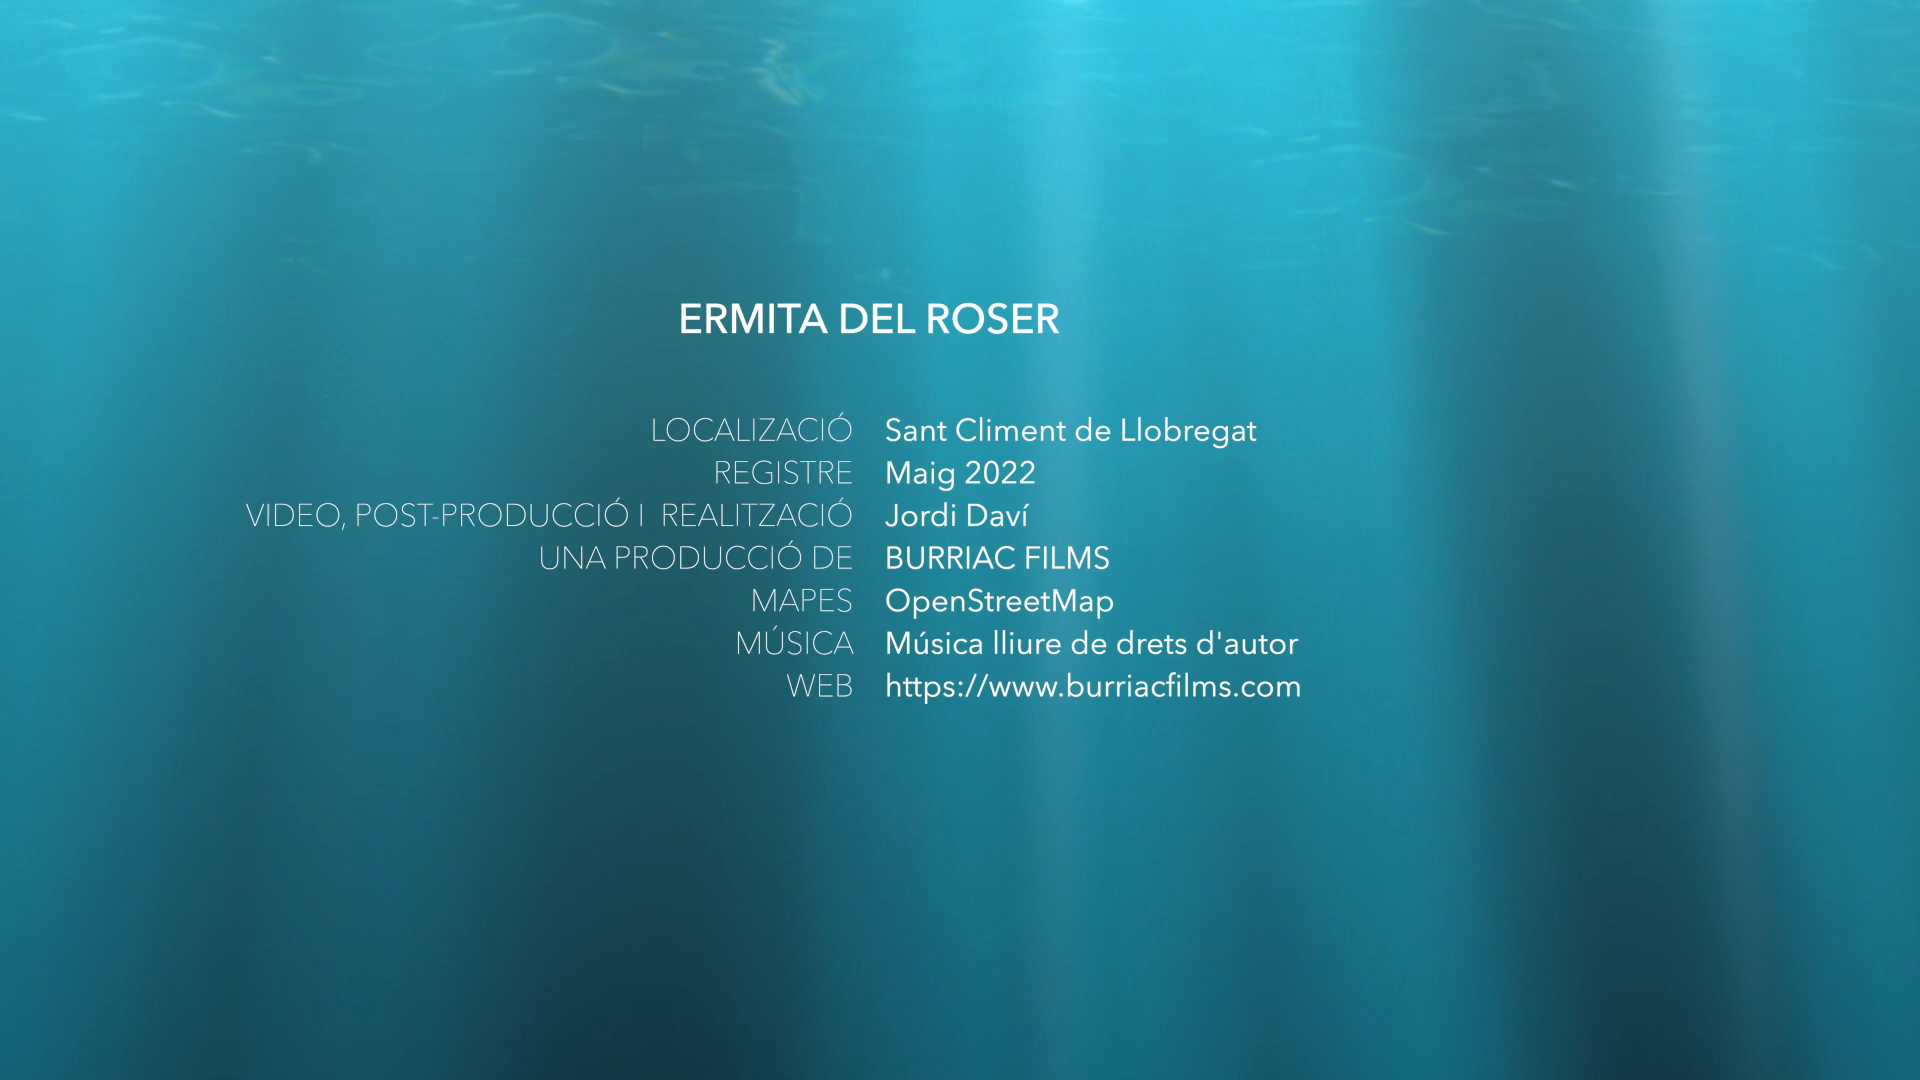 ERMITA DEL ROSER
LOCALIZACIÓ Sant Climent de Llobregat
REGISTRE Maig 2022
VIDEO, POST-PRODUCCIÓ I REALITZACIÓ Jordi Daví
UNA PRODUCCIÓ DE BURRIAC FILMS
MAPES OpenStreetMap
MÚSICA Música lliure de drets d'autor
WEB https://www.burriacfilms.com